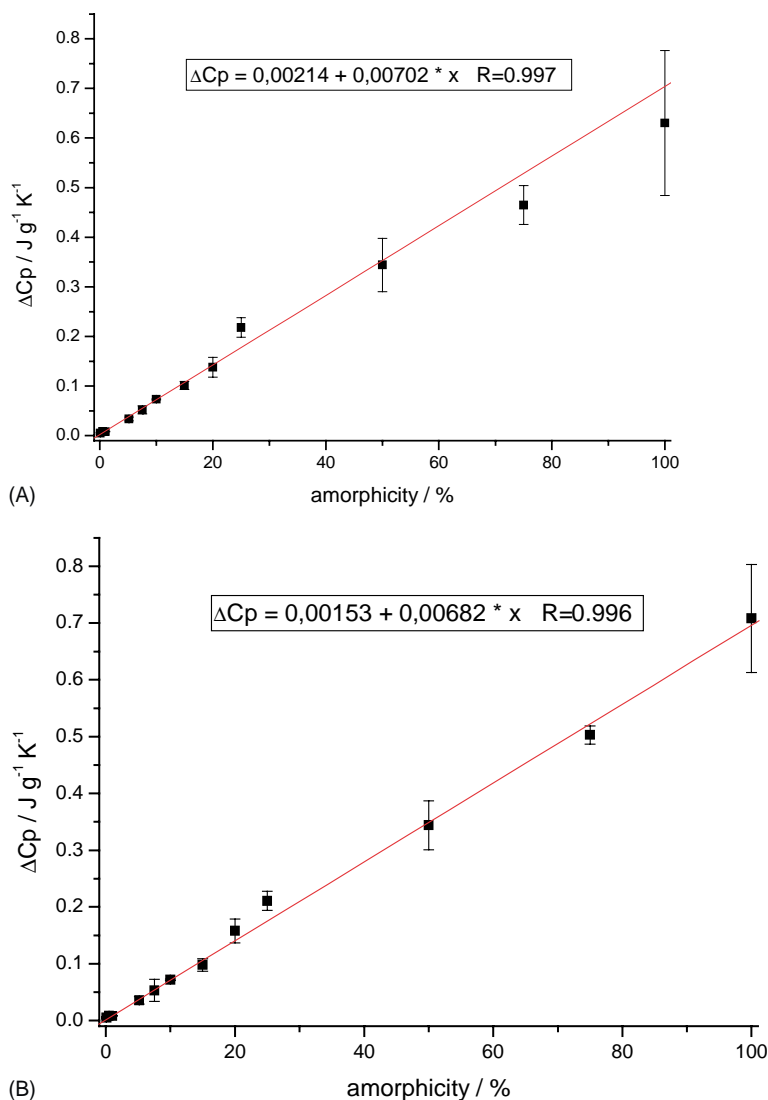 0.8
ΔCp = 0,00214 + 0,00702 * x R=0.997
0.7
0.6
0.5
0.4
0.3
0.2
0.1
0.0
ΔCp / J g⁻¹ K⁻¹
0 20 40 60 80 100
(A) amorphicity / %
0.8
ΔCp = 0,00153 + 0,00682 * x R=0.996
0.7
0.6
0.5
0.4
0.3
0.2
0.1
0.0
ΔCp / J g⁻¹ K⁻¹
0 20 40 60 80 100
(B) amorphicity / %